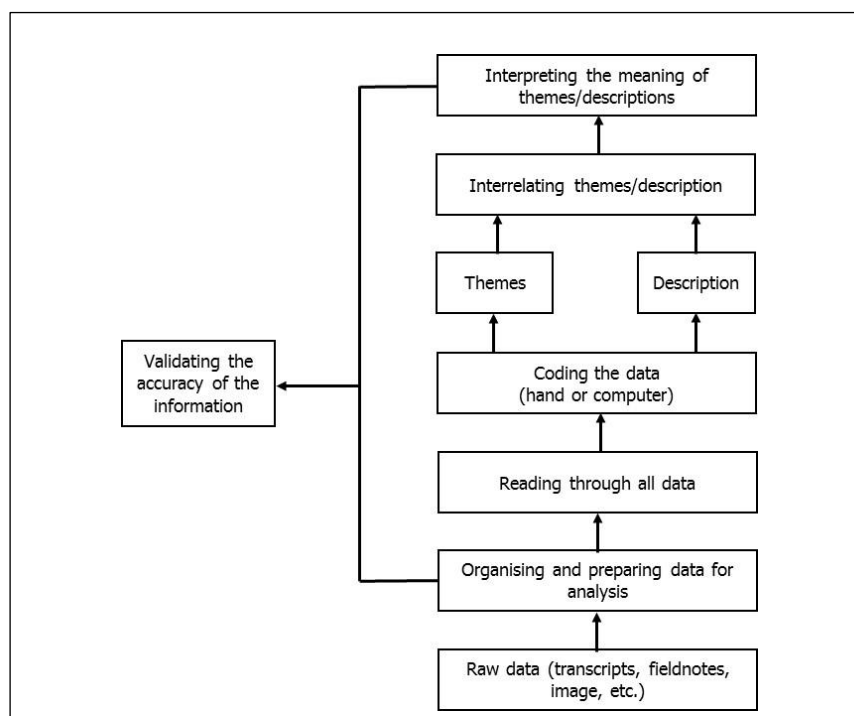 Interpreting the meaning of
themes/descriptions
Interrelating themes/description
Themes
Description
Validating the
accuracy of the
information
Coding the data
(hand or computer)
Reading through all data
Organising and preparing data for
analysis
Raw data (transcripts, fieldnotes,
image, etc.)